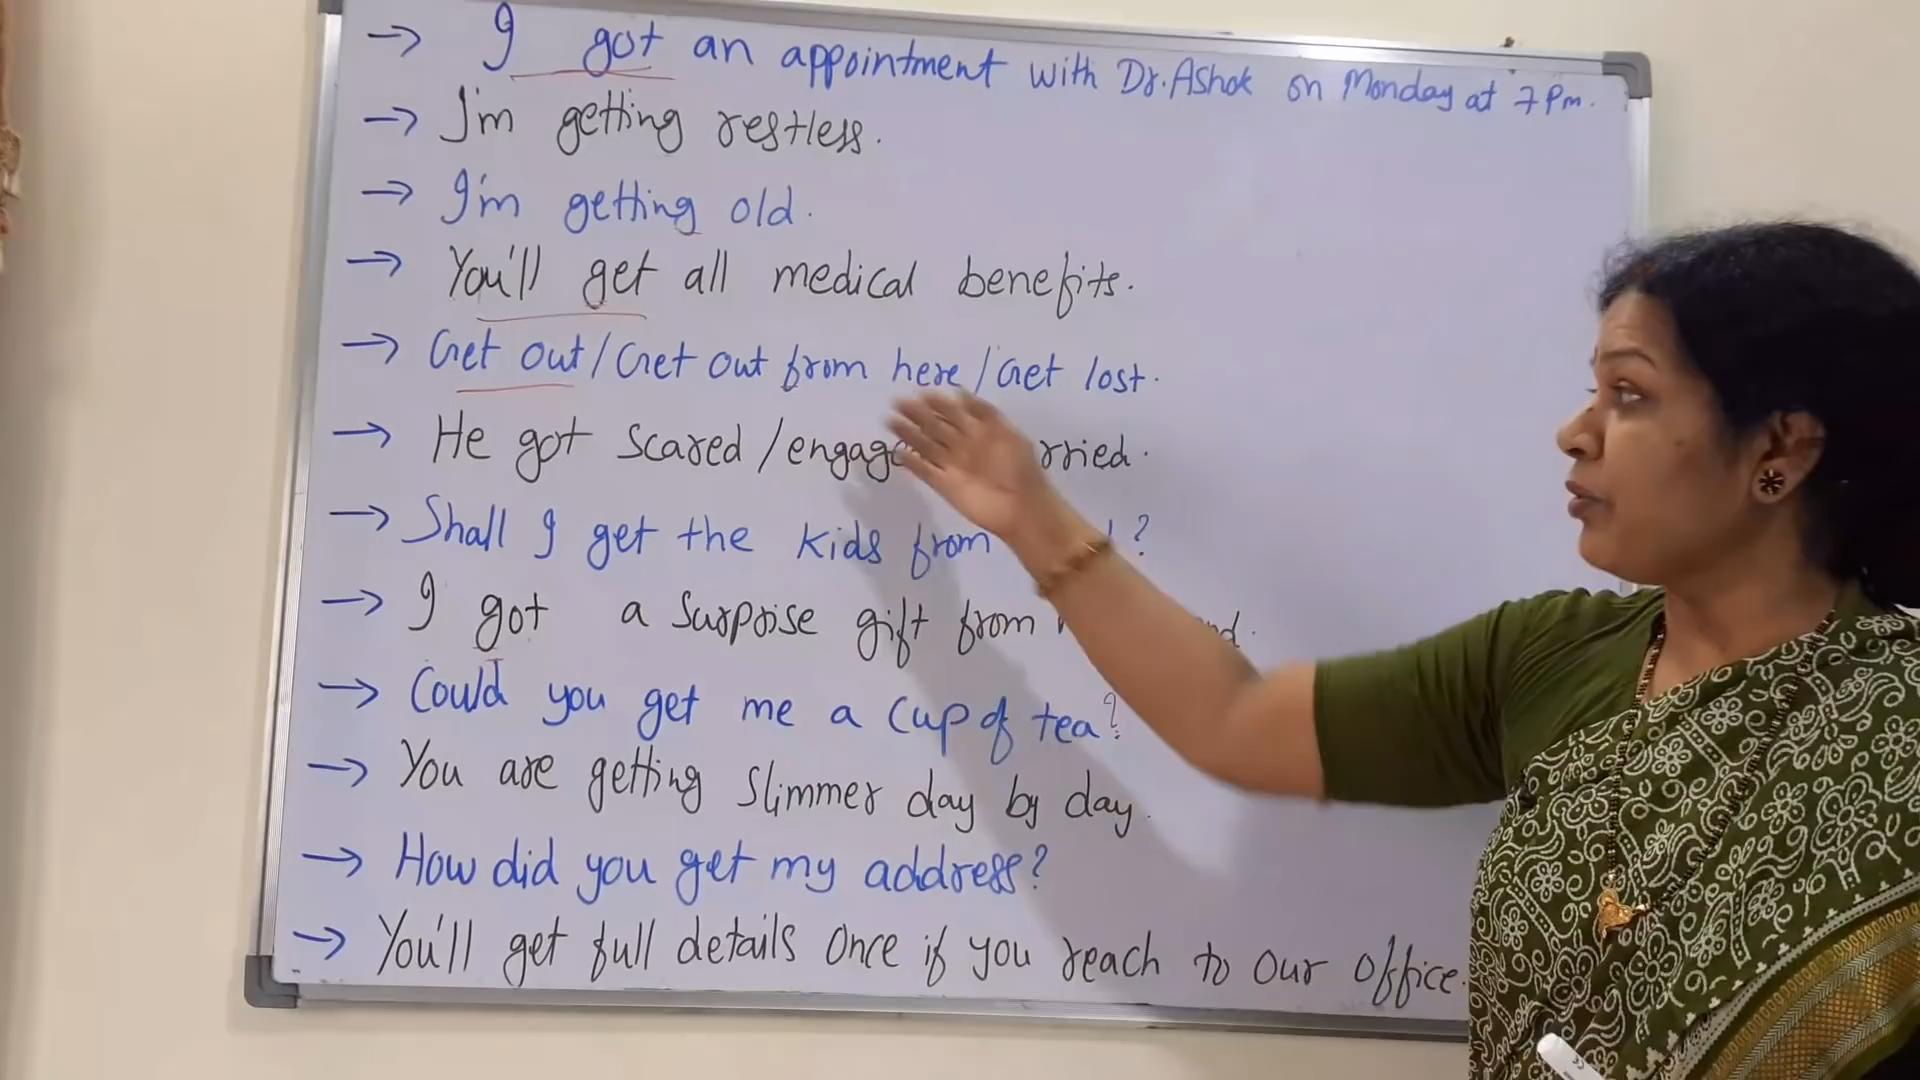 → I got an appointment with Dr. Ashok on Monday at 7 Pm.
→ I'm getting restless.
→ I'm getting old.
→ You'll get all medical benefits.
→ Get out/Get out from here/Get lost.
→ He got scared/
→ Shall I get the kids from ?
→ I got a surprise gift from
→ Could you get me a cup of tea?
→ You are getting slimmer day by day.
→ How did you get my address?
→ You'll get full details once if you reach to our office.